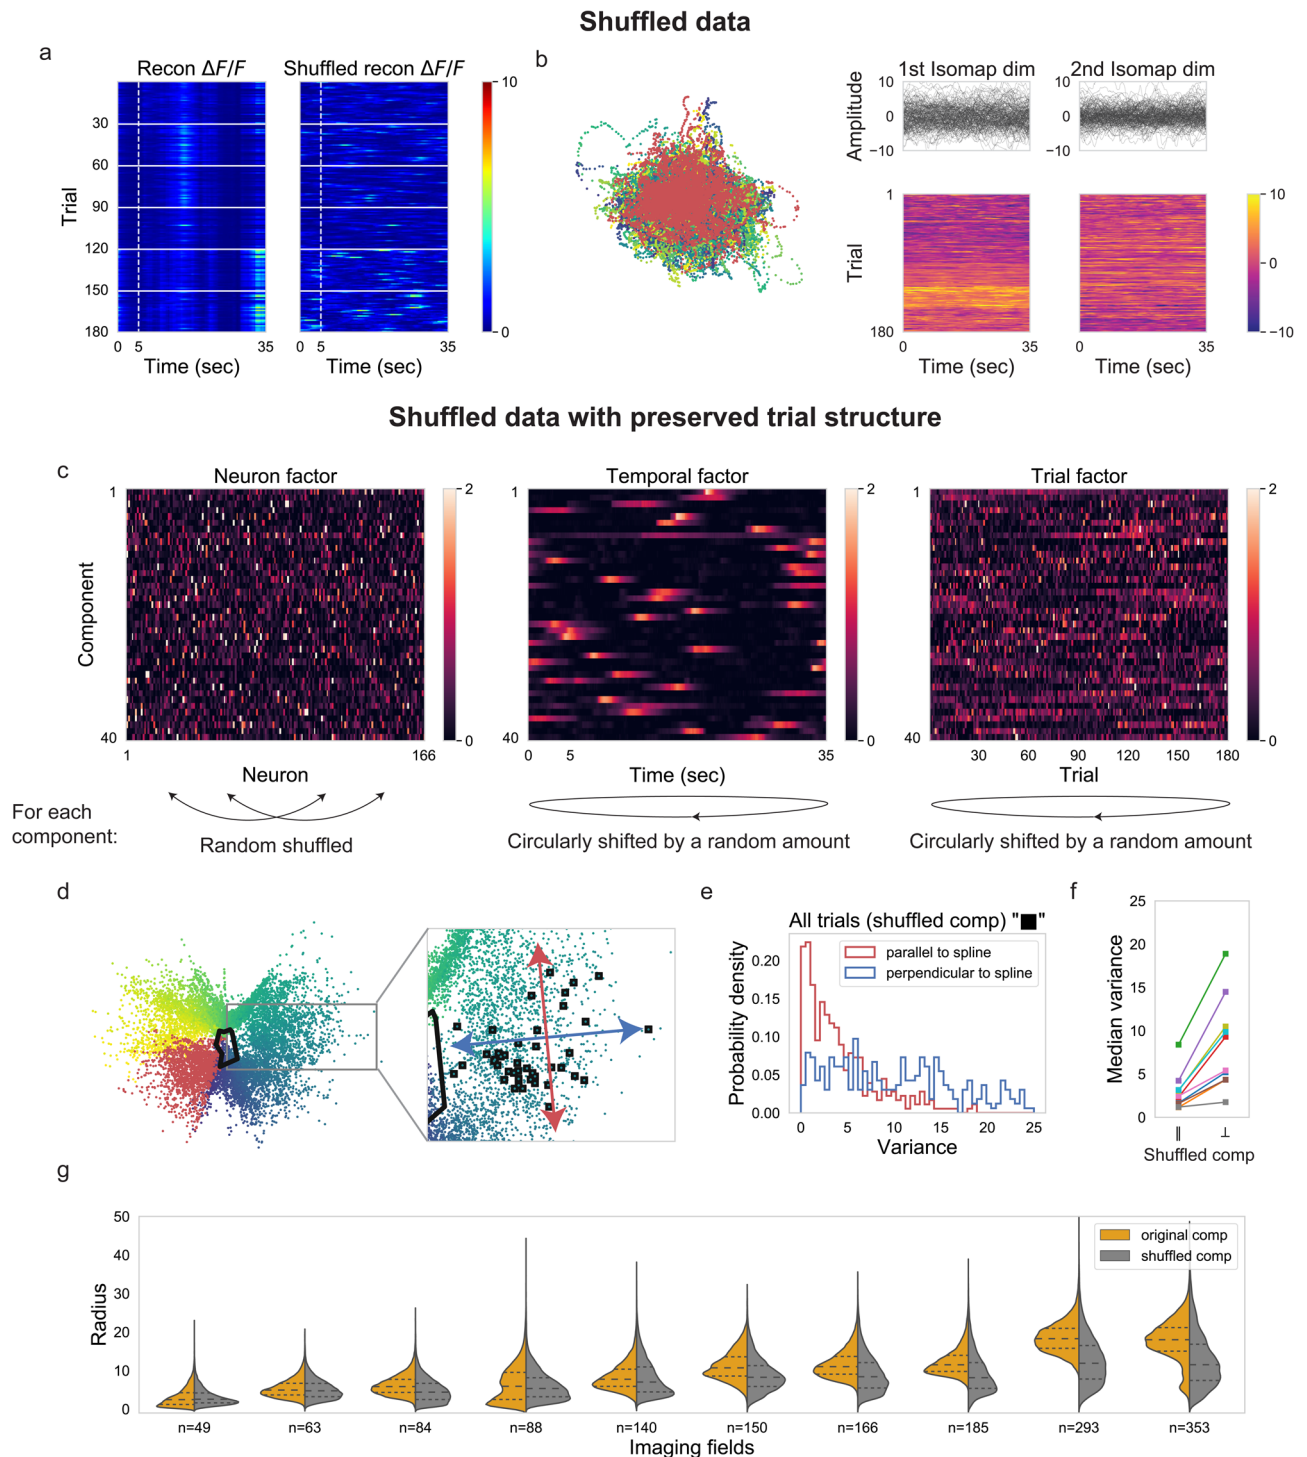 Shuffled data
a
Recon ΔF/F
Shuffled recon ΔF/F
10
0
30
60
90
120
150
180
Trial
0 5 35
0 5 35
Time (sec)
Time (sec)
b
1st Isomap dim
2nd Isomap dim
Amplitude
10
0
−10
10
0
−10
Trial
1
180
0 35
0 35
Time (sec)
Time (sec)
10
0
−10
Shuffled data with preserved trial structure
c
Neuron factor
Temporal factor
Trial factor
Component
1
40
1 166
Neuron
2
0
1
40
0 5 35
Time (sec)
2
0
1
40
30 60 90 120 150 180
Trial
2
0
For each
component:
Random shuffled
Circularly shifted by a random amount
Circularly shifted by a random amount
d
e
All trials (shuffled comp) "■"
parallel to spline
perpendicular to spline
Probability density
0.20
0.15
0.10
0.05
0.00
0 5 10 15 20 25
Variance
f
Median variance
25
20
15
10
5
0
∥ ⊥
Shuffled comp
g
Radius
50
40
30
20
10
0
original comp
shuffled comp
n=49 n=63 n=84 n=88 n=140 n=150 n=166 n=185 n=293 n=353
Imaging fields